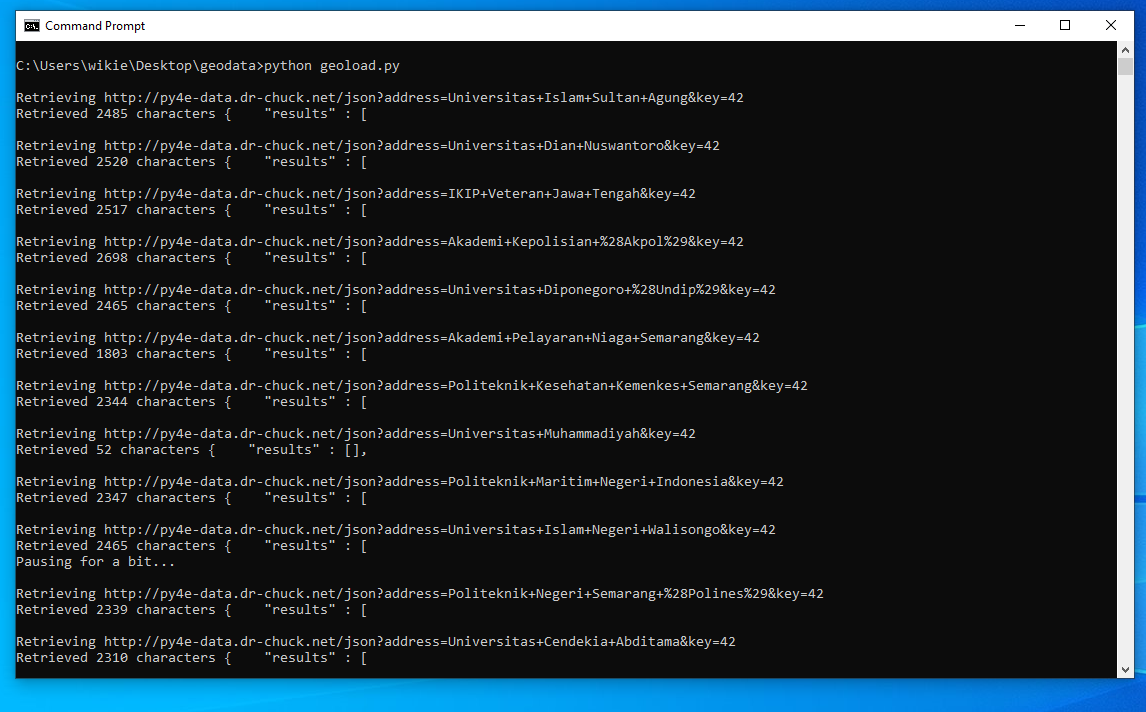 Command Prompt
C:\Users\wikie\Desktop\geodata>python geoload.py
Retrieving http://py4e-data.dr-chuck.net/json?address=Universitas+Islam+Sultan+Agung&key=42
Retrieved 2485 characters {    "results" : [
Retrieving http://py4e-data.dr-chuck.net/json?address=Universitas+Dian+Nuswantoro&key=42
Retrieved 2520 characters {    "results" : [
Retrieving http://py4e-data.dr-chuck.net/json?address=IKIP+Veteran+Jawa+Tengah&key=42
Retrieved 2517 characters {    "results" : [
Retrieving http://py4e-data.dr-chuck.net/json?address=Akademi+Kepolisian+%28Akpol%29&key=42
Retrieved 2698 characters {    "results" : [
Retrieving http://py4e-data.dr-chuck.net/json?address=Universitas+Diponegoro+%28Undip%29&key=42
Retrieved 2465 characters {    "results" : [
Retrieving http://py4e-data.dr-chuck.net/json?address=Akademi+Pelayaran+Niaga+Semarang&key=42
Retrieved 1803 characters {    "results" : [
Retrieving http://py4e-data.dr-chuck.net/json?address=Politeknik+Kesehatan+Kemenkes+Semarang&key=42
Retrieved 2344 characters {    "results" : [
Retrieving http://py4e-data.dr-chuck.net/json?address=Universitas+Muhammadiyah&key=42
Retrieved 52 characters {    "results" : [],
Retrieving http://py4e-data.dr-chuck.net/json?address=Politeknik+Maritim+Negeri+Indonesia&key=42
Retrieved 2347 characters {    "results" : [
Retrieving http://py4e-data.dr-chuck.net/json?address=Universitas+Islam+Negeri+Walisongo&key=42
Retrieved 2465 characters {    "results" : [
Pausing for a bit...
Retrieving http://py4e-data.dr-chuck.net/json?address=Politeknik+Negeri+Semarang+%28Polines%29&key=42
Retrieved 2339 characters {    "results" : [
Retrieving http://py4e-data.dr-chuck.net/json?address=Universitas+Cendekia+Abditama&key=42
Retrieved 2310 characters {    "results" : [